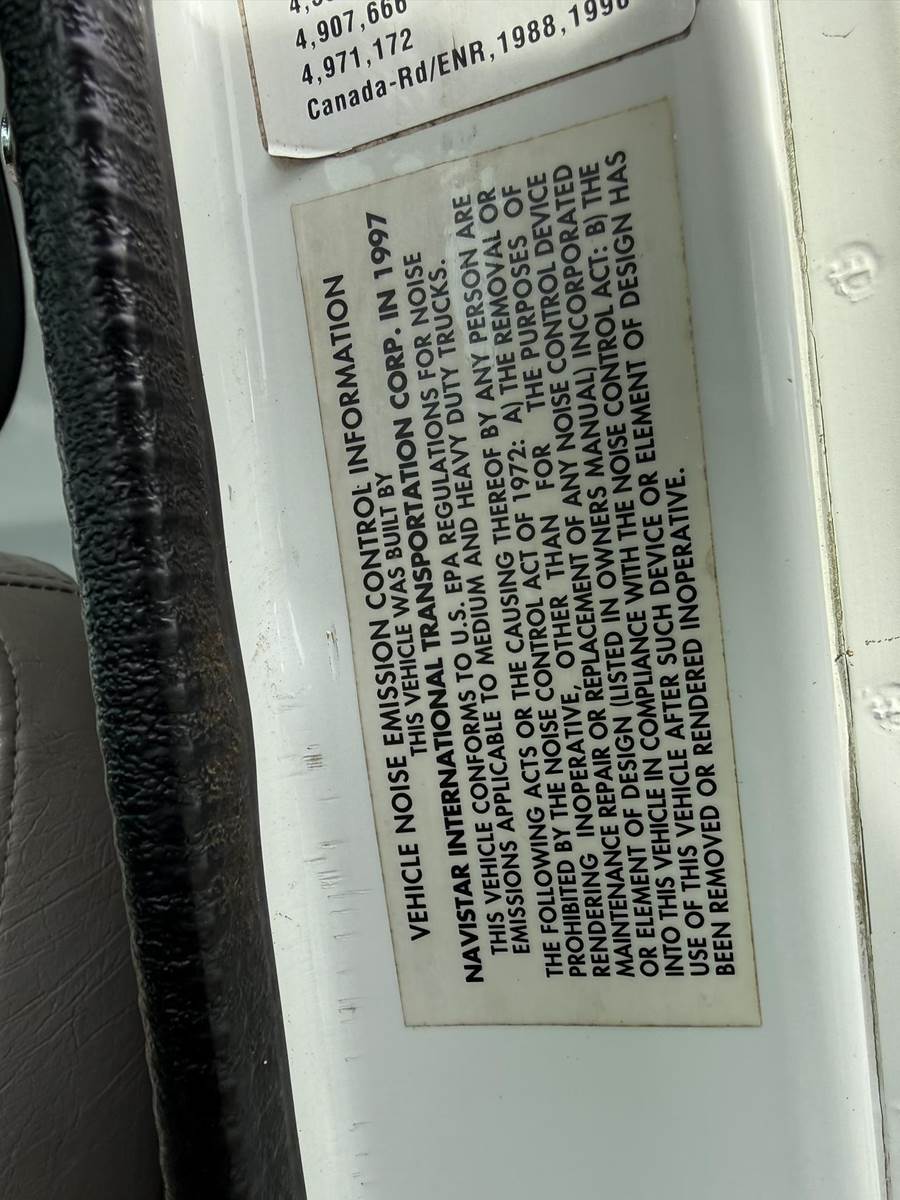 4,907,666
4,971,172
Canada-Rd/ENR,1988,1990
VEHICLE NOISE EMISSION CONTROL INFORMATION
THIS VEHICLE WAS BUILT BY
NAVISTAR INTERNATIONAL TRANSPORTATION CORP. IN 1997
THIS VEHICLE CONFORMS TO U.S. EPA REGULATIONS FOR NOISE
EMISSIONS APPLICABLE TO MEDIUM AND HEAVY DUTY TRUCKS.
THE FOLLOWING ACTS OR THE CAUSING THEREOF BY ANY PERSON ARE
PROHIBITED BY THE NOISE CONTROL ACT OF 1972: A) THE REMOVAL OR
RENDERING INOPERATIVE, OTHER THAN FOR THE PURPOSES OF
MAINTENANCE REPAIR OR REPLACEMENT OF ANY NOISE CONTROL DEVICE
OR ELEMENT OF DESIGN (LISTED IN OWNERS MANUAL) INCORPORATED
INTO THIS VEHICLE IN COMPLIANCE WITH THE NOISE CONTROL ACT: B) THE
USE OF THIS VEHICLE AFTER SUCH DEVICE OR ELEMENT OF DESIGN HAS
BEEN REMOVED OR RENDERED INOPERATIVE.